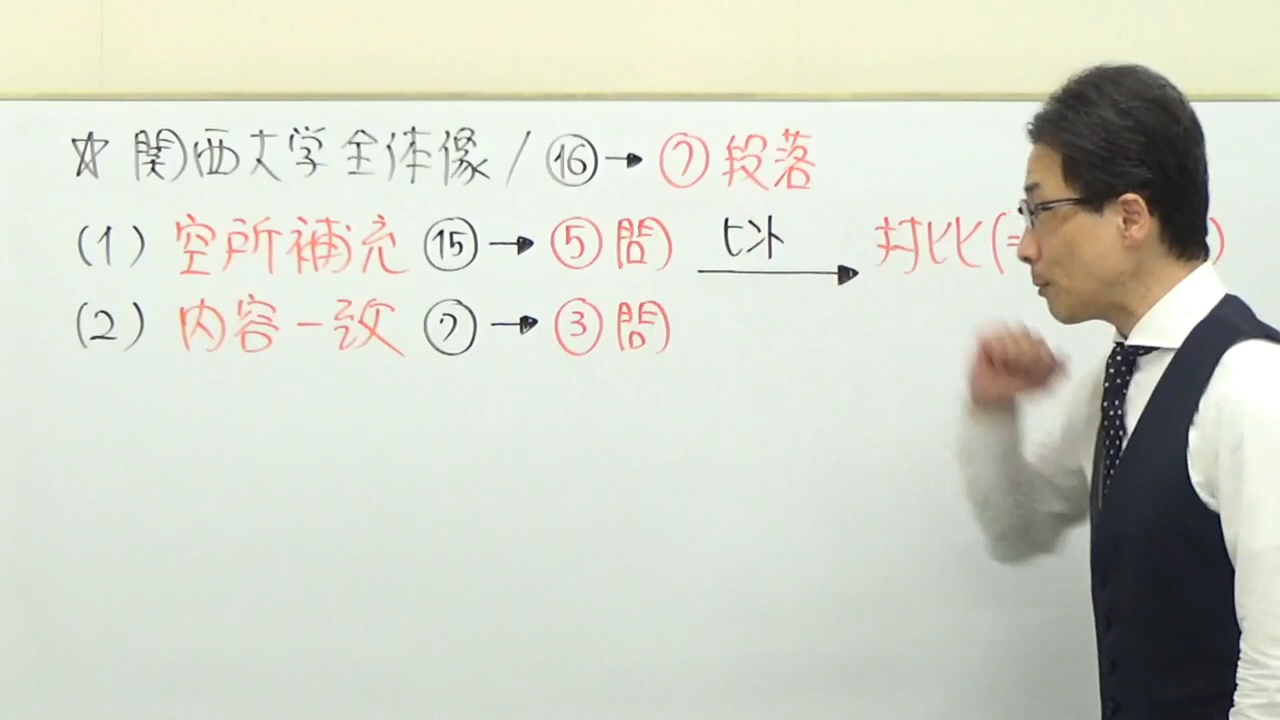 ☆ 関西大学全体像 / ⑯→⑦段落
(1) 空所補充 ⑮→⑤問 ヒント→ 対比(= )
(2) 内容一致 ⑦→③問